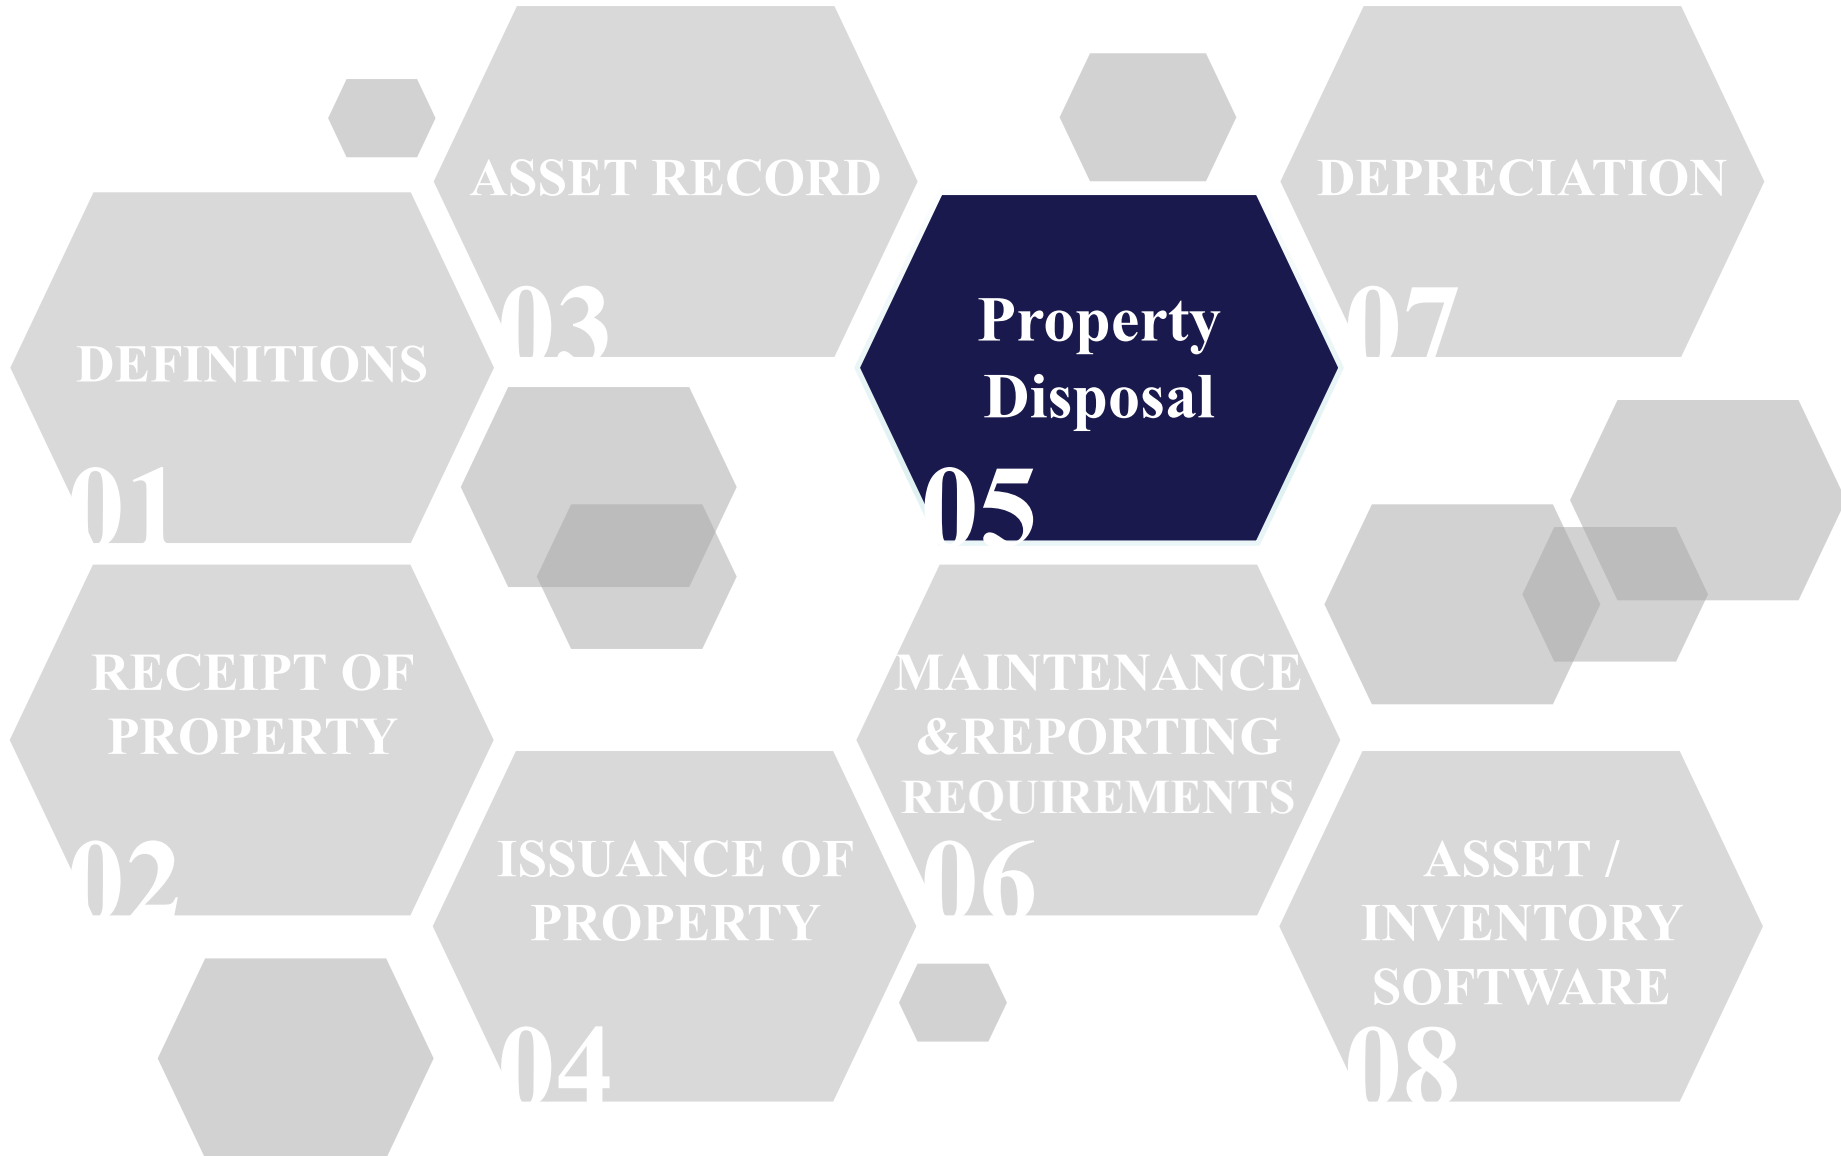 DEFINITIONS
01
RECEIPT OF
PROPERTY
02
ASSET RECORD
03
ISSUANCE OF
PROPERTY
04
Property
Disposal
05
MAINTENANCE
&REPORTING
REQUIREMENTS
06
DEPRECIATION
07
ASSET /
INVENTORY
SOFTWARE
08